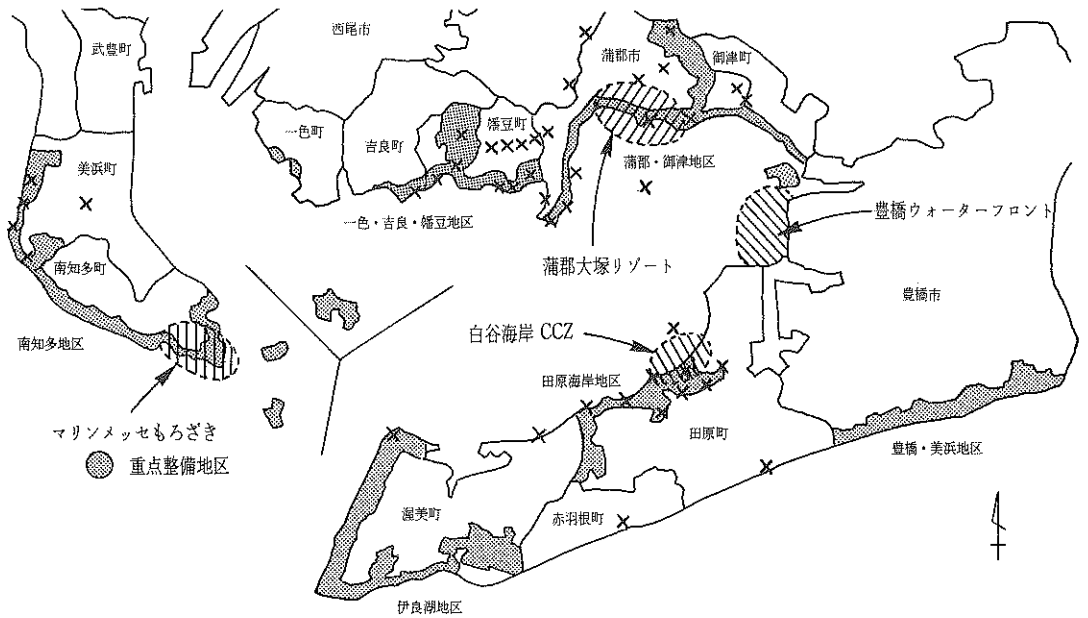 西尾市
武豊町
蒲郡市
御津町
一色町
幡豆町
吉良町
美浜町
蒲郡・御津地区
豊橋ウォーターフロント
一色・吉良・幡豆地区
蒲郡大塚リゾート
南知多町
豊橋市
白谷海岸 CCZ
南知多地区
田原海岸地区
マリンメッセもろざき
田原町
豊橋・美浜地区
重点整備地区
渥美町
赤羽根町
伊良湖地区